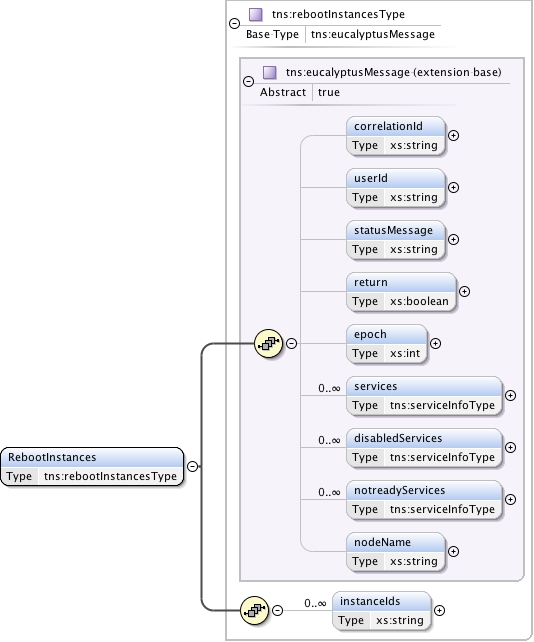 tns:rebootInstancesType
Base Type tns:eucalyptusMessage
tns:eucalyptusMessage (extension base)
Abstract true
correlationId
Type xs:string
userId
Type xs:string
statusMessage
Type xs:string
return
Type xs:boolean
epoch
Type xs:int
0..∞ services
Type tns:serviceInfoType
0..∞ disabledServices
Type tns:serviceInfoType
RebootInstances
Type tns:rebootInstancesType
0..∞ notreadyServices
Type tns:serviceInfoType
nodeName
Type xs:string
0..∞ instanceIds
Type xs:string